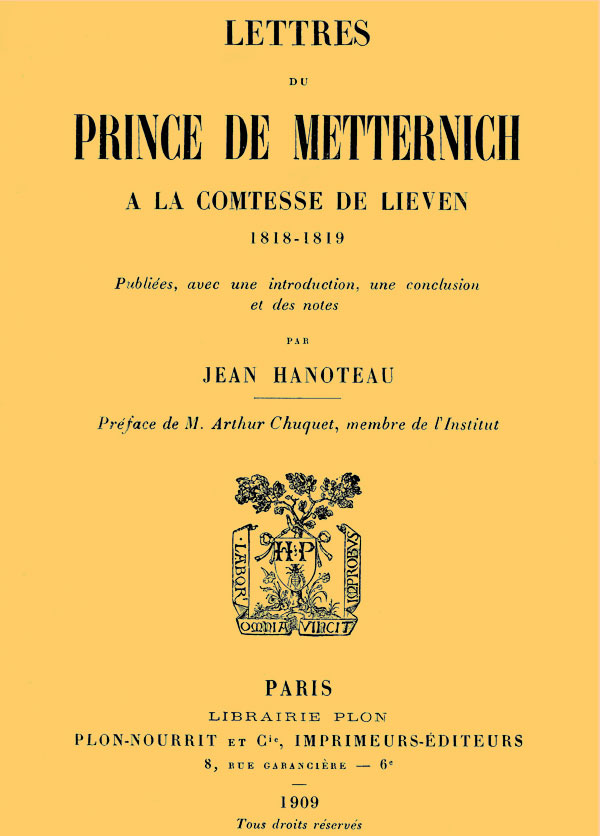 LETTRES
DU
PRINCE DE METTERNICH
A LA COMTESSE DE LIEVEN
1818-1819
Publiées, avec une introduction, une conclusion
et des notes
PAR
JEAN HANOTEAU
Préface de M. Arthur Chuquet, membre de l'Institut
H P
LABOR
OMNIA VINCIT
IMPROBVS
PARIS
LIBRAIRIE PLON
PLON-NOURRIT ET Cie, IMPRIMEURS-ÉDITEURS
8, RUE GARANCIÈRE — 6e
1909
Tous droits réservés